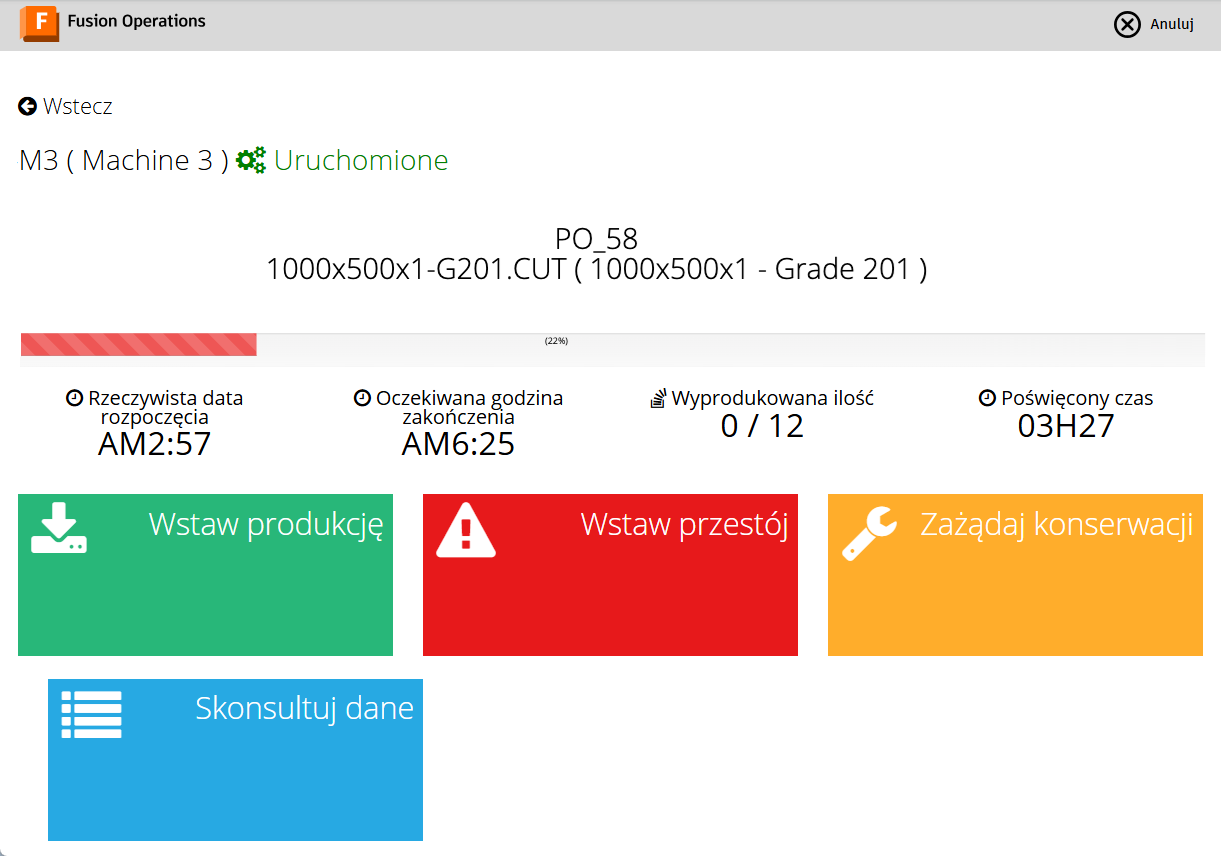 Fusion Operations
Anuluj
Wstecz
M3 ( Machine 3 ) Uruchomione
PO_58
1000x500x1-G201.CUT ( 1000x500x1 - Grade 201 )
(22%)
Rzeczywista data
rozpoczęcia
AM2:57
Oczekiwana godzina
zakończenia
AM6:25
Wyprodukowana ilość
0 / 12
Poświęcony czas
03H27
Wstaw produkcję
Wstaw przestój
Zażądaj konserwacji
Skonsultuj dane